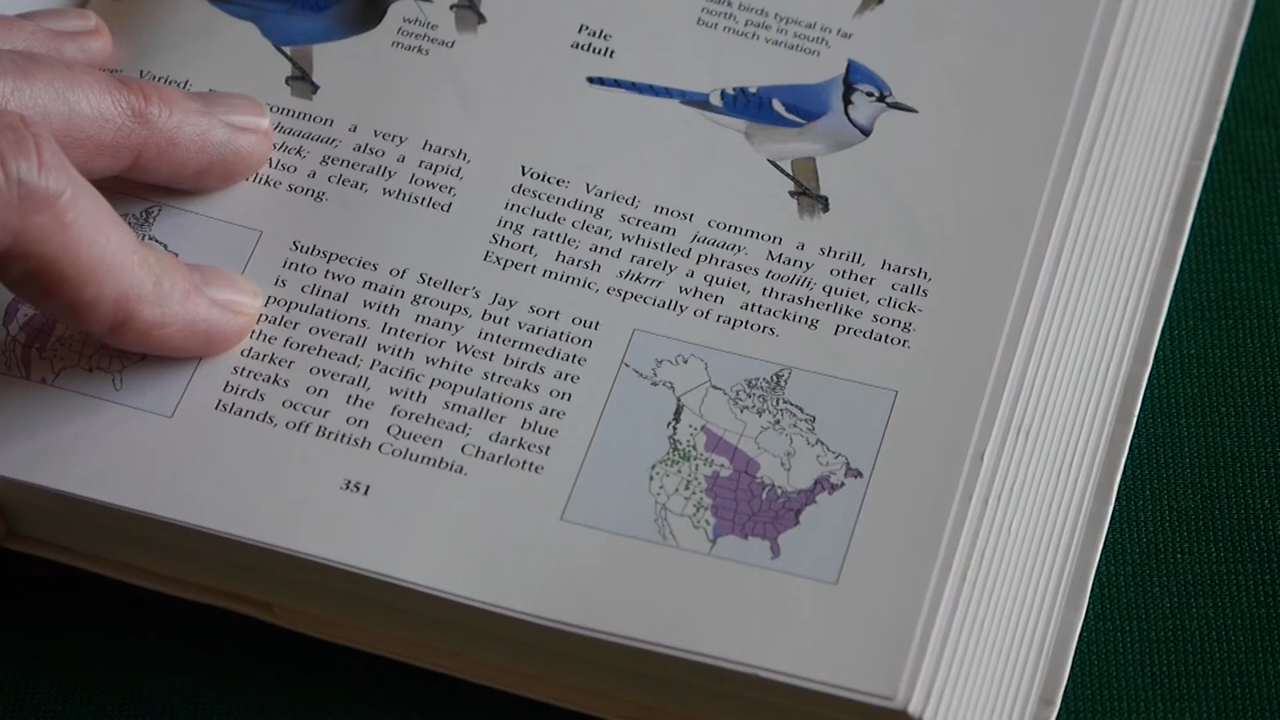 white
forehead
marks
Varied;
common a very harsh,
haaaaar; also a rapid,
shek; generally lower,
Also a clear, whistled
like song.
Subspecies of Steller's Jay sort out
into two main groups, but variation
is clinal with many intermediate
populations. Interior West birds are
paler overall with white streaks on
the forehead; Pacific populations are
darker overall, with smaller blue
streaks on the forehead; darkest
birds occur on Queen Charlotte
Islands, off British Columbia.
351
dark birds typical in far
north, pale in south,
but much variation
Pale
adult
Voice: Varied; most common a shrill, harsh,
descending scream jaaaay. Many other calls
include clear, whistled phrases toolili; quiet, click-
ing rattle; and rarely a quiet, thrasherlike song.
Short, harsh shkrrr when attacking predator.
Expert mimic, especially of raptors.